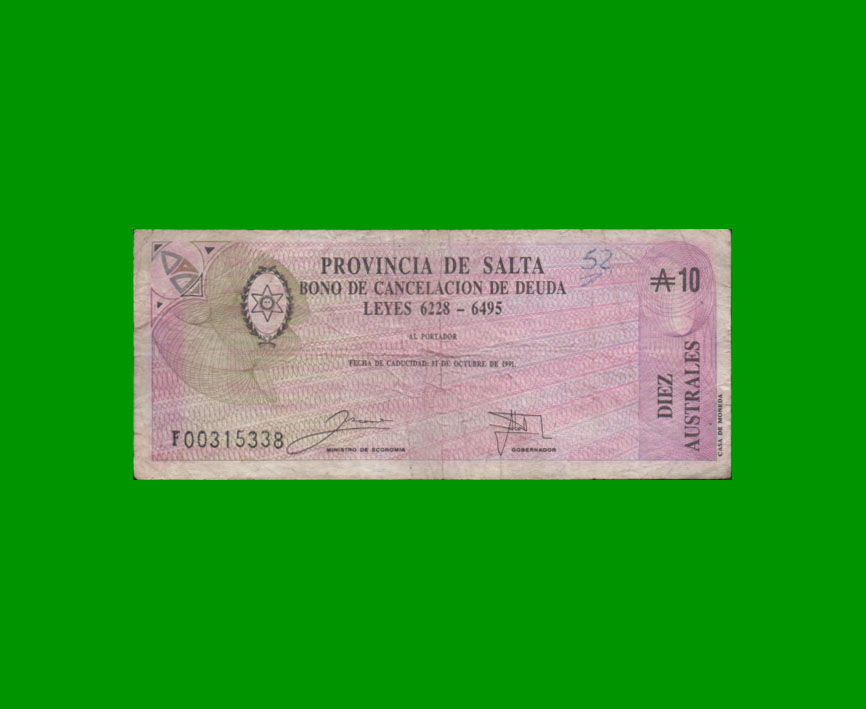 PROVINCIA DE SALTA
52
BONO DE CANCELACION DE DEUDA
LEYES 6228 - 6495
AL PORTADOR
FECHA DE CADUCIDAD: 31 DE OCTUBRE DE 1991.
₳10
DIEZ
AUSTRALES
CASA DE MONEDA
F00315338
MINISTRO DE ECONOMIA
GOBERNADOR